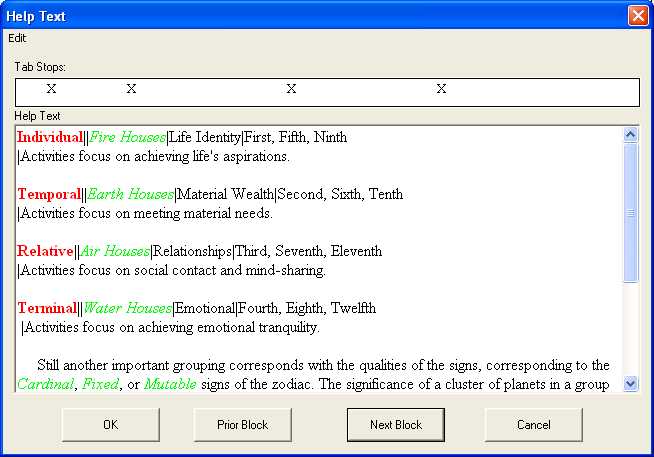 Help Text
Edit
Tab Stops:
X X X X
Help Text
Individual||Fire Houses|Life Identity|First, Fifth, Ninth
|Activities focus on achieving life's aspirations.
Temporal||Earth Houses|Material Wealth|Second, Sixth, Tenth
|Activities focus on meeting material needs.
Relative||Air Houses|Relationships|Third, Seventh, Eleventh
|Activities focus on social contact and mind-sharing.
Terminal||Water Houses|Emotional|Fourth, Eighth, Twelfth
|Activities focus on achieving emotional tranquility.
Still another important grouping corresponds with the qualities of the signs, corresponding to the
Cardinal, Fixed, or Mutable signs of the zodiac. The significance of a cluster of planets in a group
OK Prior Block Next Block Cancel